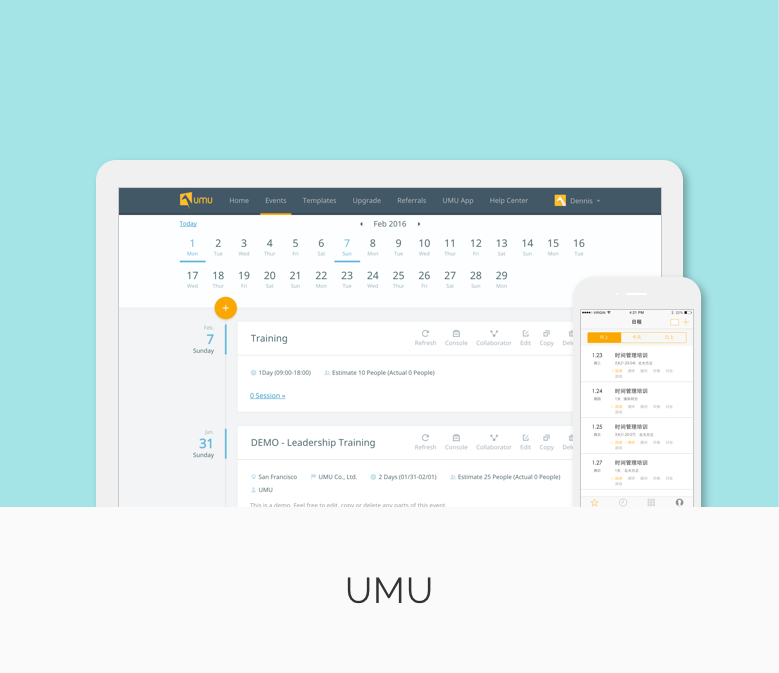 UMU
Home Events Templates Upgrade Referrals UMU App Help Center Dennis
Today
Feb 2016
1 2 3 4 5 6 7 8 9 10 11 12 13 14 15 16
Mon Tue Wed Thur Fri Sat Sun Mon Tue Wed Thur Fri Sat Sun Mon Tue
17 18 19 20 21 22 23 24 25 26 27 28 29
Wed Thur Fri Sat Sun Mon Tue Wed Thur Fri Sat Sun Mon
+
Feb.
7
Sunday
Training
Refresh Console Collaborator Edit Copy
1Day (09:00-18:00) Estimate 10 People (Actual 0 People)
0 Session »
Jan.
31
Sunday
DEMO - Leadership Training
Refresh Console Collaborator Edit Copy
San Francisco UMU Co., Ltd. 2 Days (01/31-02/01) Estimate 25 People (Actual 0 People)
UMU
This is a demo. Feel free to edit, copy or delete any parts of this event.
4:21 PM
日程
1.23 时间管理培训
1.24 时间管理培训
1.25 时间管理培训
1.27 时间管理培训
UMU